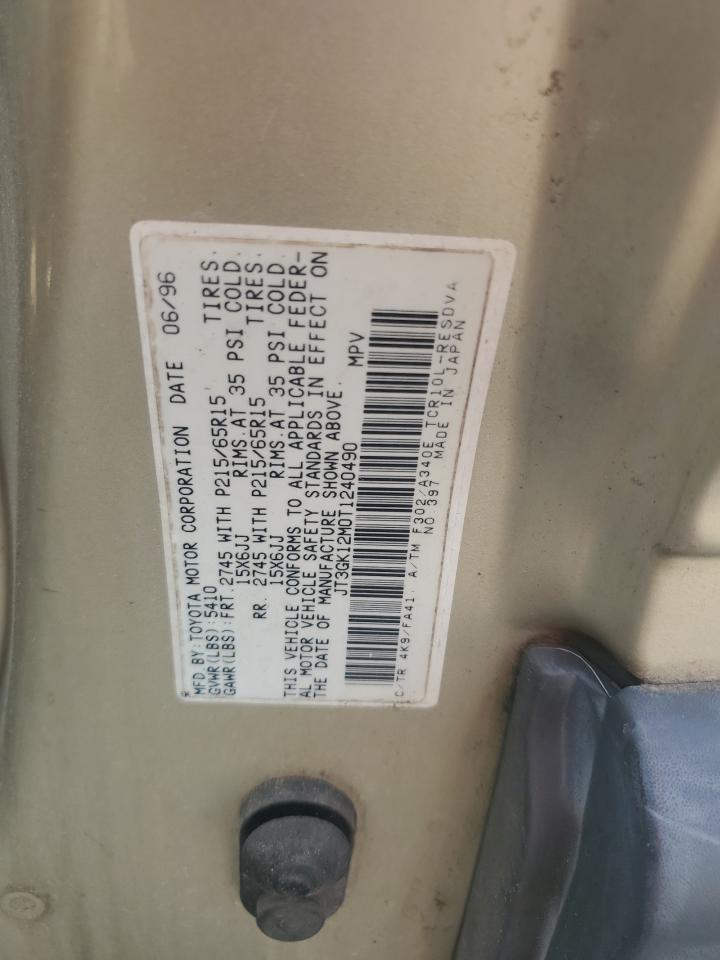 MFD.BY:TOYOTA MOTOR CORPORATION DATE 06/96
GVWR(LBS):5410
GAWR(LBS):FRT.2745 WITH P215/65R15 TIRES.
15X6JJ RIMS.AT 35 PSI COLD.
RR. 2745 WITH P215/65R15 TIRES.
15X6JJ RIMS.AT 35 PSI COLD.
THIS VEHICLE CONFORMS TO ALL APPLICABLE FEDER-
AL MOTOR VEHICLE SAFETY STANDARDS IN EFFECT ON
THE DATE OF MANUFACTURE SHOWN ABOVE.
JT3GK12M0T1240490 MPV
C/TR 4K9/FA41. A/TM F302/A340E TCR10L-RESDVA
NO.397 MADE IN JAPAN